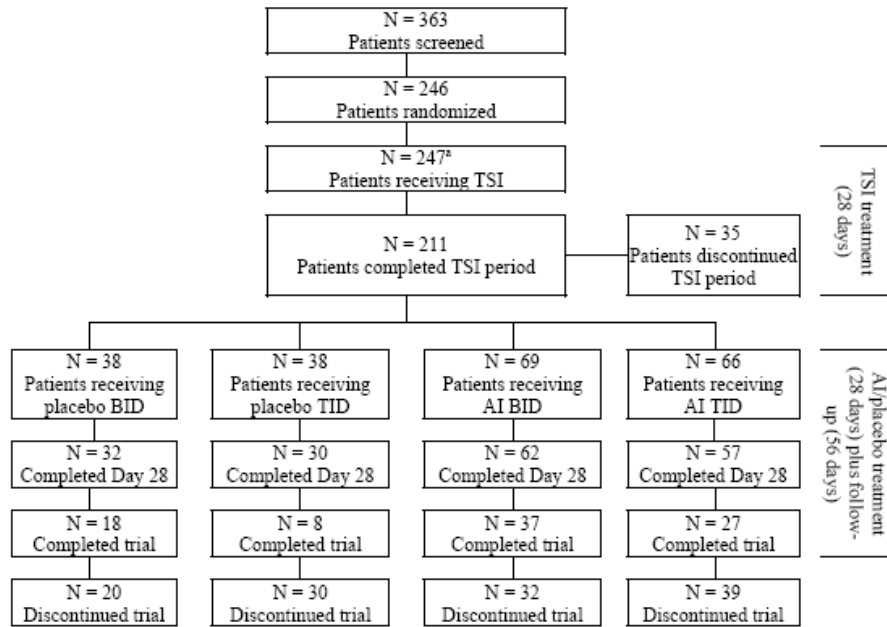 N = 363
Patients screened
N = 246
Patients randomized
N = 247ª
Patients receiving TSI
N = 211
Patients completed TSI period
N = 35
Patients discontinued
TSI period
TSI treatment
(28 days)
N = 38
Patients receiving
placebo BID
N = 38
Patients receiving
placebo TID
N = 69
Patients receiving
AI BID
N = 66
Patients receiving
AI TID
N = 32
Completed Day 28
N = 30
Completed Day 28
N = 62
Completed Day 28
N = 57
Completed Day 28
N = 18
Completed trial
N = 8
Completed trial
N = 37
Completed trial
N = 27
Completed trial
N = 20
Discontinued trial
N = 30
Discontinued trial
N = 32
Discontinued trial
N = 39
Discontinued trial
AI/placebo treatment
(28 days) plus follow-
up (56 days)